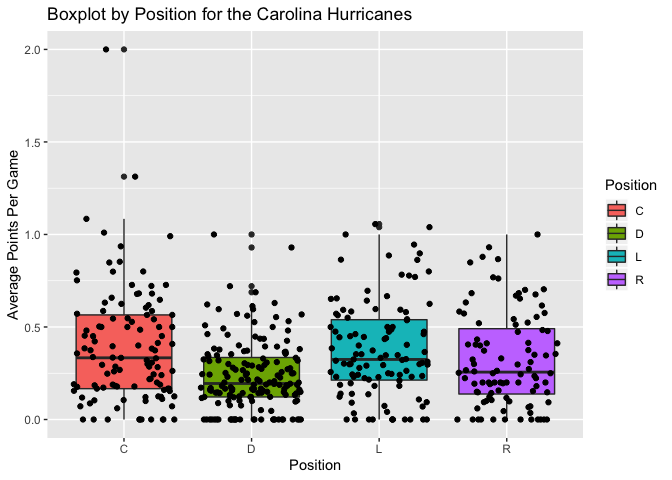 Boxplot by Position for the Carolina Hurricanes
2.0
1.5
1.0
0.5
0.0
Average Points Per Game
C D L R
Position
Position
C
D
L
R